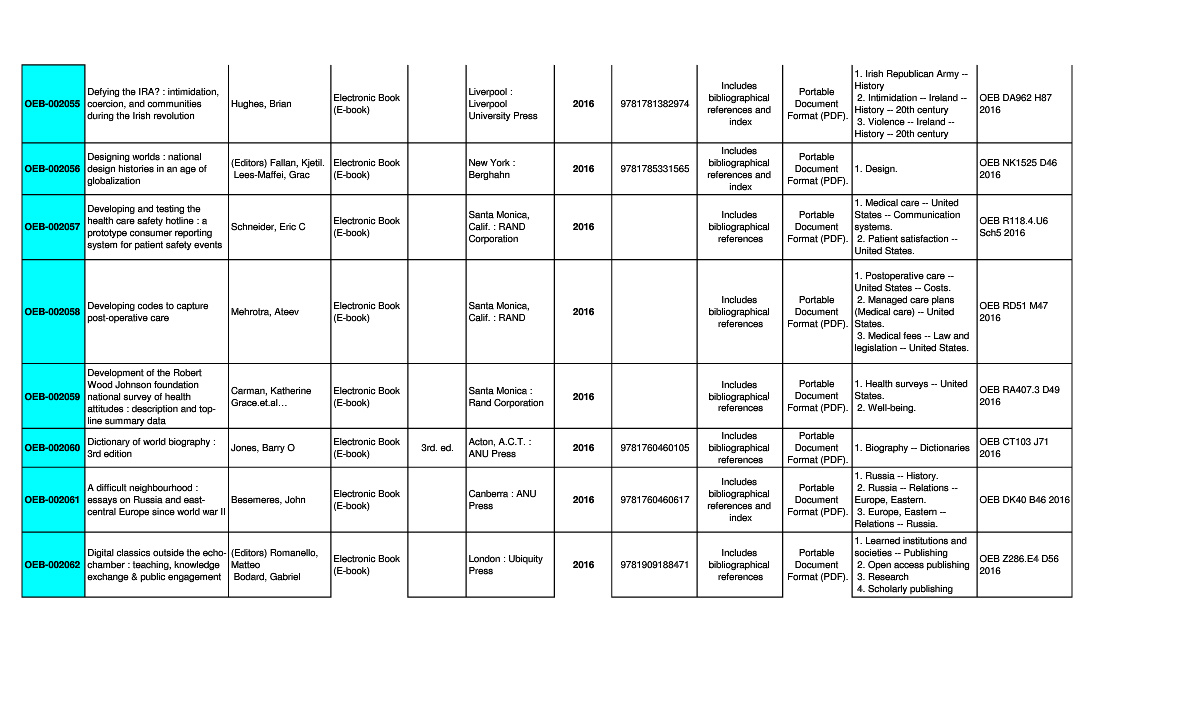 OEB-002055
Defying the IRA? : intimidation,
coercion, and communities
during the Irish revolution
Hughes, Brian
Electronic Book
(E-book)
Liverpool :
Liverpool
University Press
2016
9781781382974
Includes
bibliographical
references and
index
Portable
Document
Format (PDF).
1. Irish Republican Army --
History
2. Intimidation -- Ireland --
History -- 20th century
3. Violence -- Ireland --
History -- 20th century
OEB DA962 H87
2016
OEB-002056
Designing worlds : national
design histories in an age of
globalization
(Editors) Fallan, Kjetil.
Lees-Maffei, Grac
Electronic Book
(E-book)
New York :
Berghahn
2016
9781785331565
Includes
bibliographical
references and
index
Portable
Document
Format (PDF).
1. Design.
OEB NK1525 D46
2016
OEB-002057
Developing and testing the
health care safety hotline : a
prototype consumer reporting
system for patient safety events
Schneider, Eric C
Electronic Book
(E-book)
Santa Monica,
Calif. : RAND
Corporation
2016
Includes
bibliographical
references
Portable
Document
Format (PDF).
1. Medical care -- United
States -- Communication
systems.
2. Patient satisfaction --
United States.
OEB R118.4.U6
Sch5 2016
OEB-002058
Developing codes to capture
post-operative care
Mehrotra, Ateev
Electronic Book
(E-book)
Santa Monica,
Calif. : RAND
2016
Includes
bibliographical
references
Portable
Document
Format (PDF).
1. Postoperative care --
United States -- Costs.
2. Managed care plans
(Medical care) -- United
States.
3. Medical fees -- Law and
legislation -- United States.
OEB RD51 M47
2016
OEB-002059
Development of the Robert
Wood Johnson foundation
national survey of health
attitudes : description and top-
line summary data
Carman, Katherine
Grace.et.al…
Electronic Book
(E-book)
Santa Monica :
Rand Corporation
2016
Includes
bibliographical
references
Portable
Document
Format (PDF).
1. Health surveys -- United
States.
2. Well-being.
OEB RA407.3 D49
2016
OEB-002060
Dictionary of world biography :
3rd edition
Jones, Barry O
Electronic Book
(E-book)
3rd. ed.
Acton, A.C.T. :
ANU Press
2016
9781760460105
Includes
bibliographical
references
Portable
Document
Format (PDF).
1. Biography -- Dictionaries
OEB CT103 J71
2016
OEB-002061
A difficult neighbourhood :
essays on Russia and east-
central Europe since world war II
Besemeres, John
Electronic Book
(E-book)
Canberra : ANU
Press
2016
9781760460617
Includes
bibliographical
references and
index
Portable
Document
Format (PDF).
1. Russia -- History.
2. Russia -- Relations --
Europe, Eastern.
3. Europe, Eastern --
Relations -- Russia.
OEB DK40 B46 2016
OEB-002062
Digital classics outside the echo-
chamber : teaching, knowledge
exchange & public engagement
(Editors) Romanello,
Matteo
Bodard, Gabriel
Electronic Book
(E-book)
London : Ubiquity
Press
2016
9781909188471
Includes
bibliographical
references
Portable
Document
Format (PDF).
1. Learned institutions and
societies -- Publishing
2. Open access publishing
3. Research
4. Scholarly publishing
OEB Z286.E4 D56
2016